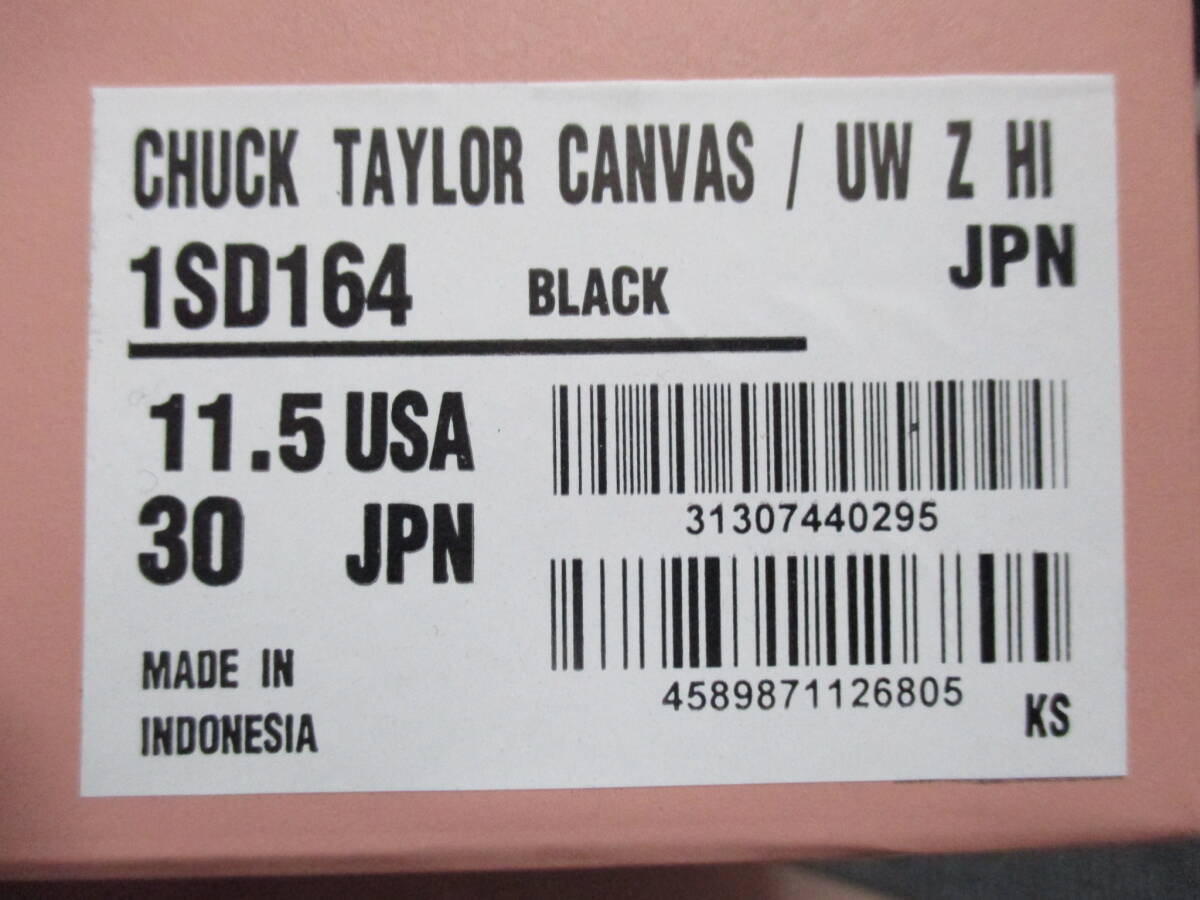 CHUCK TAYLOR CANVAS / UW Z HI
1SD164 BLACK JPN
11.5 USA
30 JPN
31307440295
4589871126805
MADE IN
INDONESIA
KS